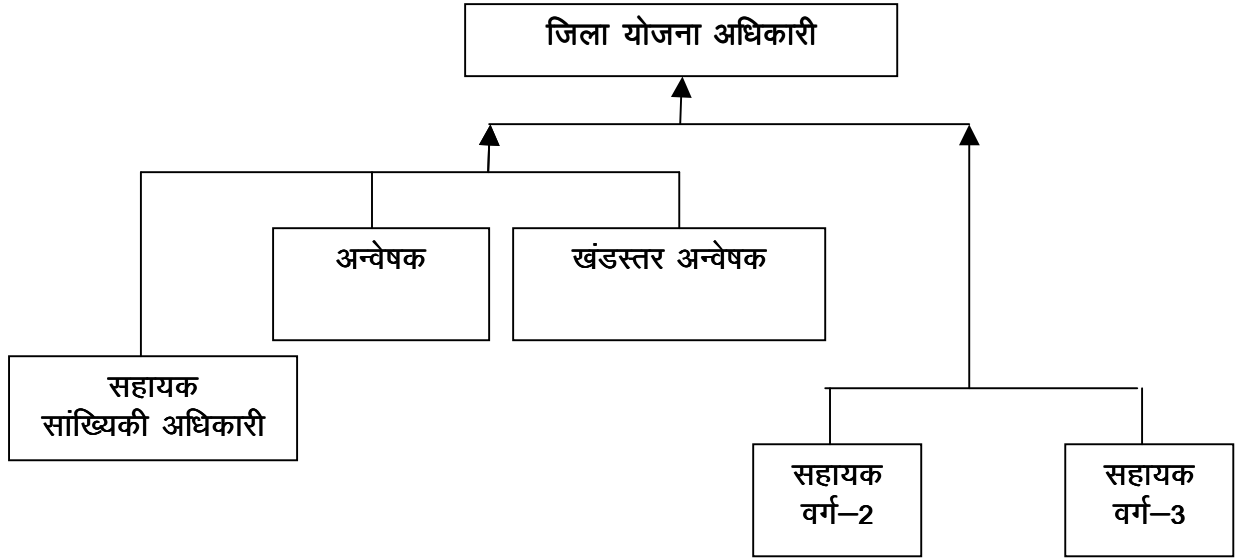 जिला योजना अधिकारी
अन्वेषक
खंडस्तर अन्वेषक
सहायक
सांख्यिकी अधिकारी
सहायक
वर्ग–2
सहायक
वर्ग–3